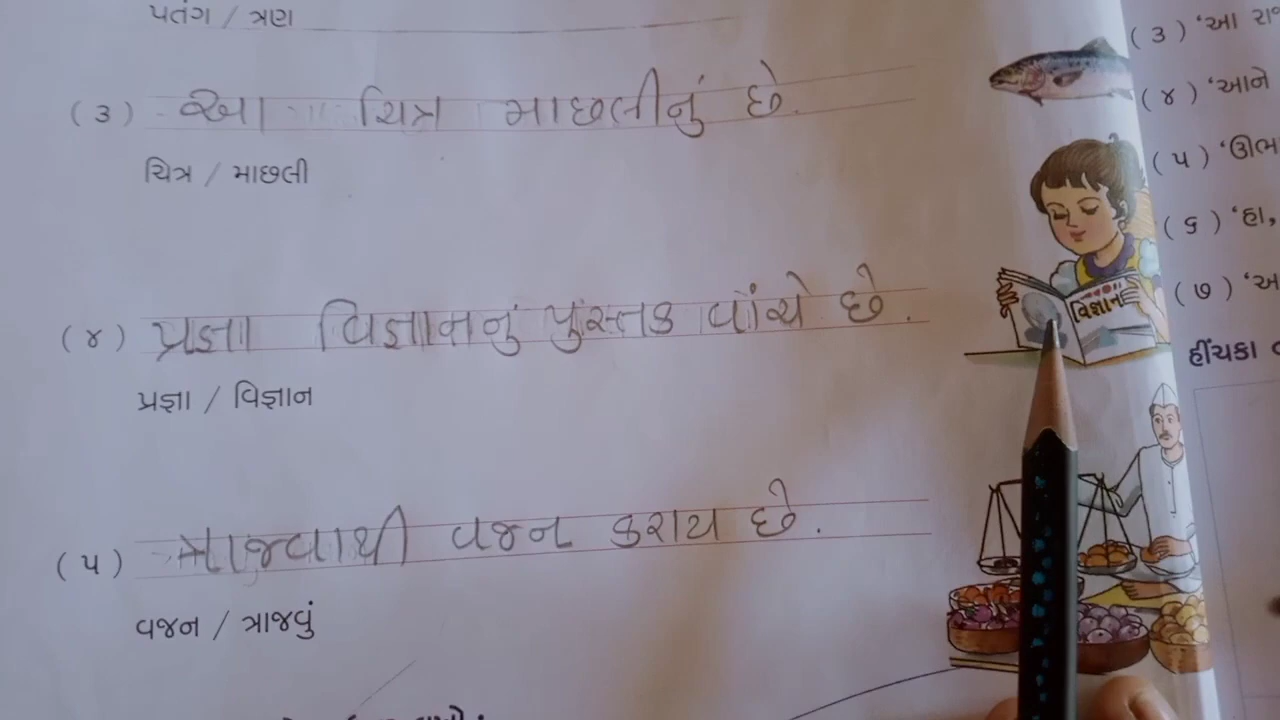 પતંગ / ત્રણ
(૩) આ ચિત્ર માછલીનું છે.
ચિત્ર / માછલી
(૪) પ્રજ્ઞા વિજ્ઞાનનું પુસ્તક વાંચે છે.
પ્રજ્ઞા / વિજ્ઞાન
વિજ્ઞાન
(૫) ત્રાજવાથી વજન કરાય છે.
વજન / ત્રાજવું
(૩) ‘આ
(૪) ‘આને
(૫)
(૬) ‘હા,
(૭)
હીંચકા